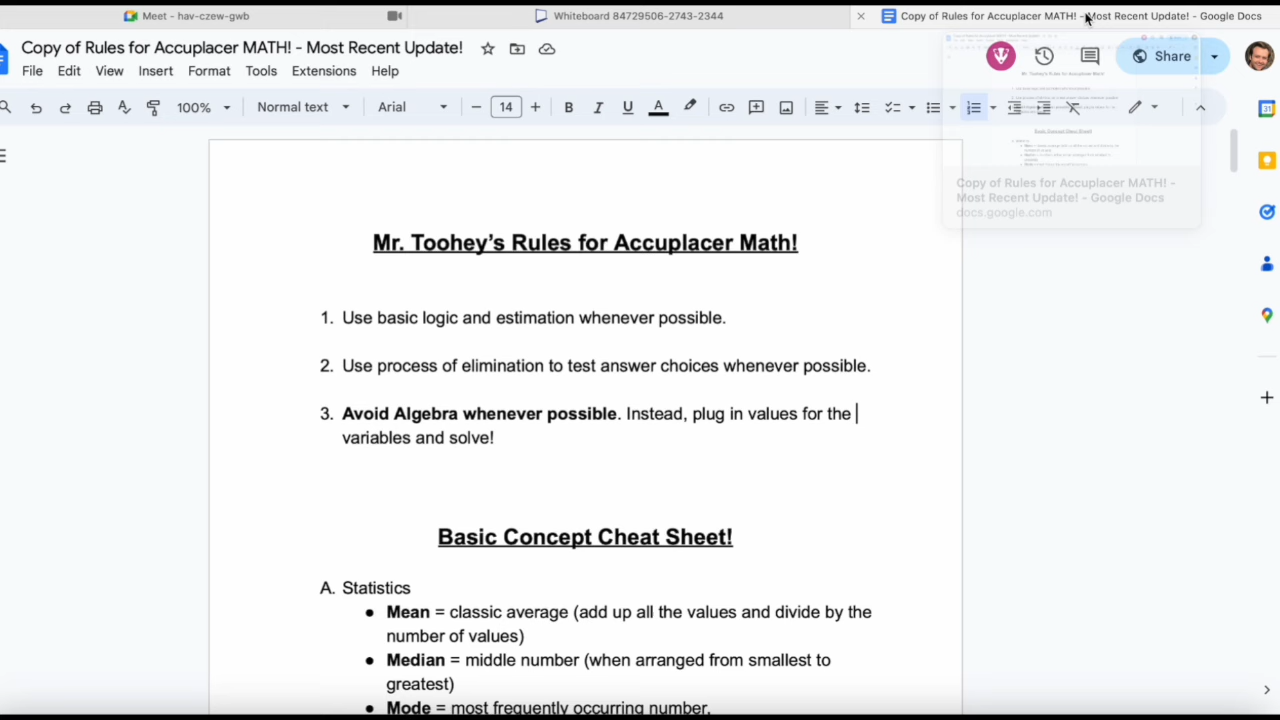 Meet - hav-czew-gwb
Whiteboard 84729506-2743-2344
Copy of Rules for Accuplacer MATH! - Most Recent Update! - Google Docs
Copy of Rules for Accuplacer MATH! - Most Recent Update!
File Edit View Insert Format Tools Extensions Help
Share
100% Normal text Arial 14 B I U A
Copy of Rules for Accuplacer MATH! -
Most Recent Update! - Google Docs
docs.google.com
Mr. Toohey's Rules for Accuplacer Math!
1. Use basic logic and estimation whenever possible.
2. Use process of elimination to test answer choices whenever possible.
3. Avoid Algebra whenever possible. Instead, plug in values for the
variables and solve!
Basic Concept Cheat Sheet!
A. Statistics
● Mean = classic average (add up all the values and divide by the
number of values)
● Median = middle number (when arranged from smallest to
greatest)
● Mode = most frequently occurring number.